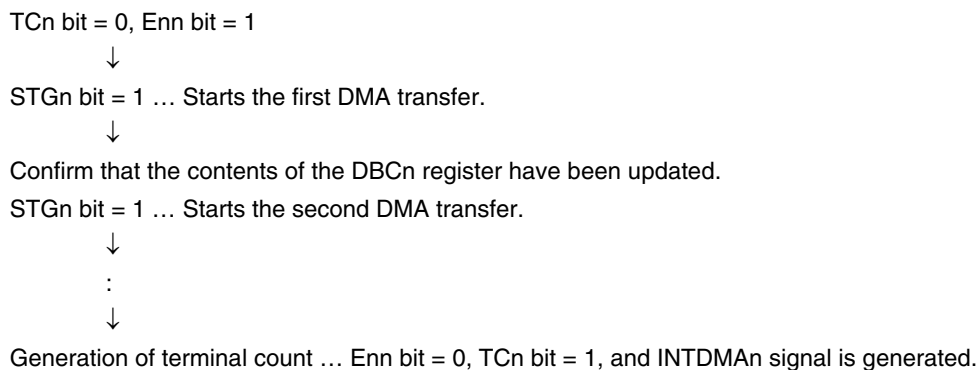 TCn bit = 0, Enn bit = 1
↓
STGn bit = 1 … Starts the first DMA transfer.
↓
Confirm that the contents of the DBCn register have been updated.
STGn bit = 1 … Starts the second DMA transfer.
↓
:
↓
Generation of terminal count … Enn bit = 0, TCn bit = 1, and INTDMAn signal is generated.